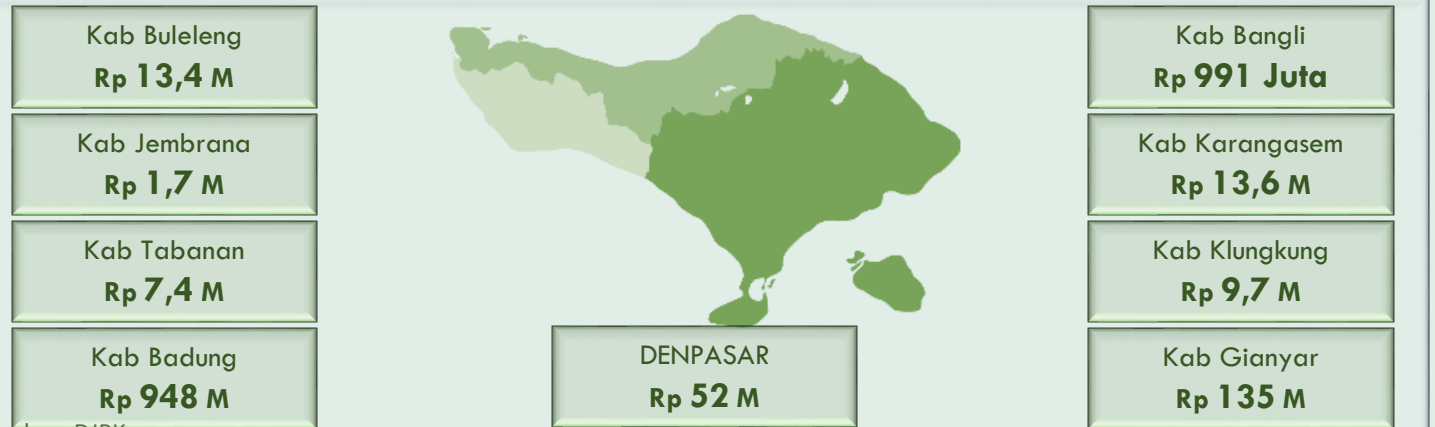 Kab Buleleng
Rp 13,4 M
Kab Jembrana
Rp 1,7 M
Kab Tabanan
Rp 7,4 M
Kab Badung
Rp 948 M
DENPASAR
Rp 52 M
Kab Bangli
Rp 991 Juta
Kab Karangasem
Rp 13,6 M
Kab Klungkung
Rp 9,7 M
Kab Gianyar
Rp 135 M